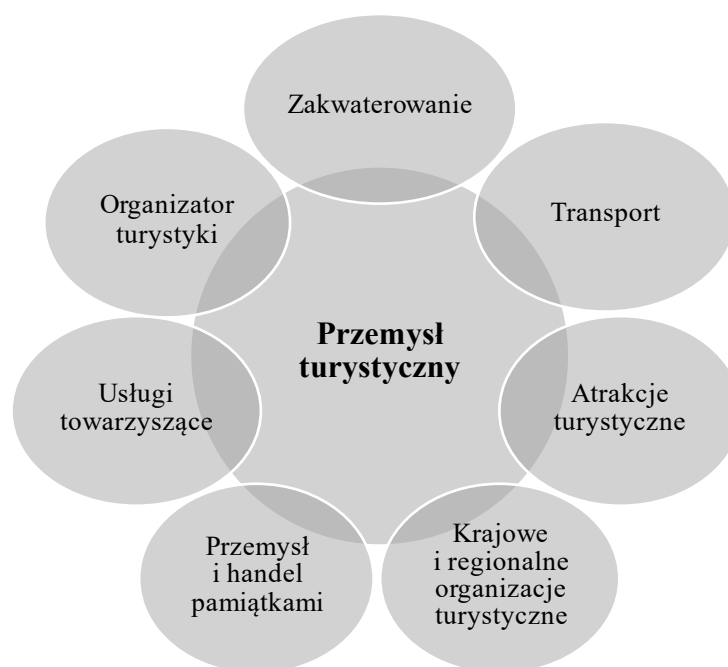 Zakwaterowanie
Transport
Atrakcje
turystyczne
Krajowe
i regionalne
organizacje
turystyczne
Przemysł
i handel
pamiątkami
Usługi
towarzyszące
Organizator
turystyki
Przemysł
turystyczny